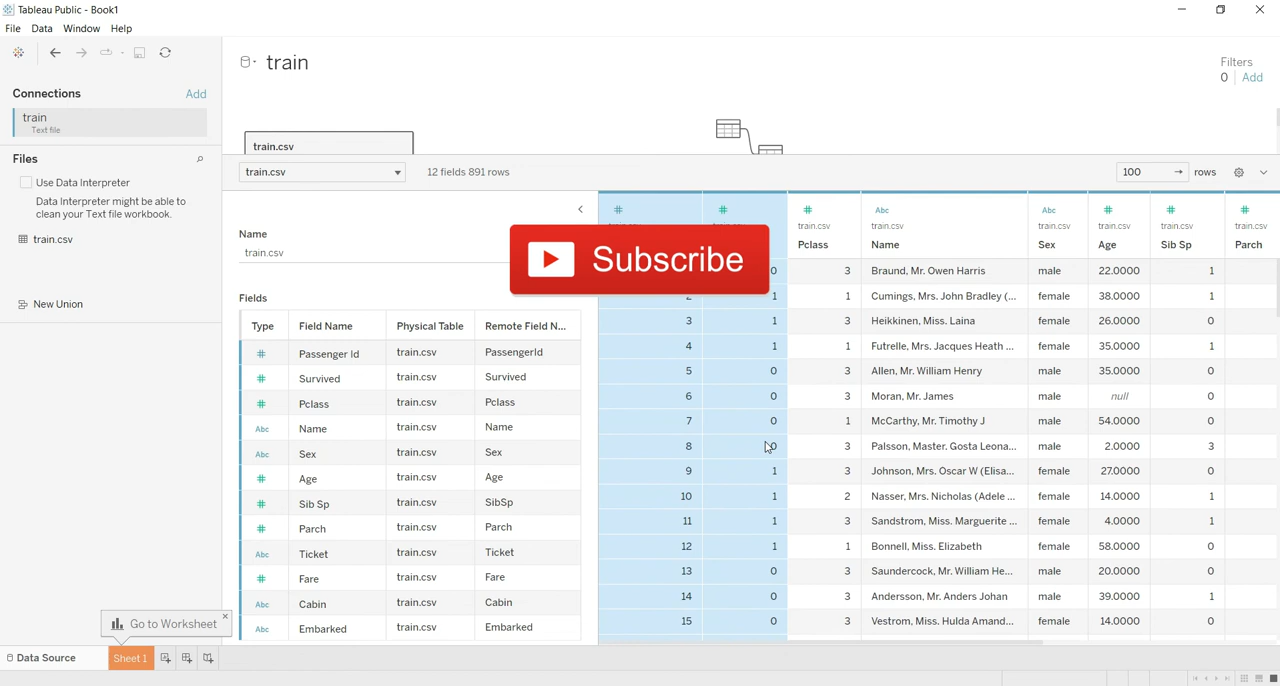 Tableau Public - Book1
File Data Window Help
train
Filters
0 Add
Connections Add
train
Text file
Files
Use Data Interpreter
Data Interpreter might be able to
clean your Text file workbook.
train.csv
New Union
train.csv
train.csv 12 fields 891 rows 100 rows
Name
train.csv
Fields
Type Field Name Physical Table Remote Field N...
# Passenger Id train.csv PassengerId
# Survived train.csv Survived
# Pclass train.csv Pclass
Abc Name train.csv Name
Abc Sex train.csv Sex
# Age train.csv Age
# Sib Sp train.csv SibSp
# Parch train.csv Parch
Abc Ticket train.csv Ticket
# Fare train.csv Fare
Abc Cabin train.csv Cabin
Abc Embarked train.csv Embarked
# # # Abc Abc # # #
train.csv train.csv train.csv train.csv train.csv train.csv
Pclass Name Sex Age Sib Sp Parch
Subscribe
0 3 Braund, Mr. Owen Harris male 22.0000 1
2 1 1 Cumings, Mrs. John Bradley (... female 38.0000 1
3 1 3 Heikkinen, Miss. Laina female 26.0000 0
4 1 1 Futrelle, Mrs. Jacques Heath ... female 35.0000 1
5 0 3 Allen, Mr. William Henry male 35.0000 0
6 0 3 Moran, Mr. James male null 0
7 0 1 McCarthy, Mr. Timothy J male 54.0000 0
8 0 3 Palsson, Master. Gosta Leona... male 2.0000 3
9 1 3 Johnson, Mrs. Oscar W (Elisa... female 27.0000 0
10 1 2 Nasser, Mrs. Nicholas (Adele ... female 14.0000 1
11 1 3 Sandstrom, Miss. Marguerite ... female 4.0000 1
12 1 1 Bonnell, Miss. Elizabeth female 58.0000 0
13 0 3 Saundercock, Mr. William He... male 20.0000 0
14 0 3 Andersson, Mr. Anders Johan male 39.0000 1
15 0 3 Vestrom, Miss. Hulda Amand... female 14.0000 0
Go to Worksheet
Data Source Sheet 1